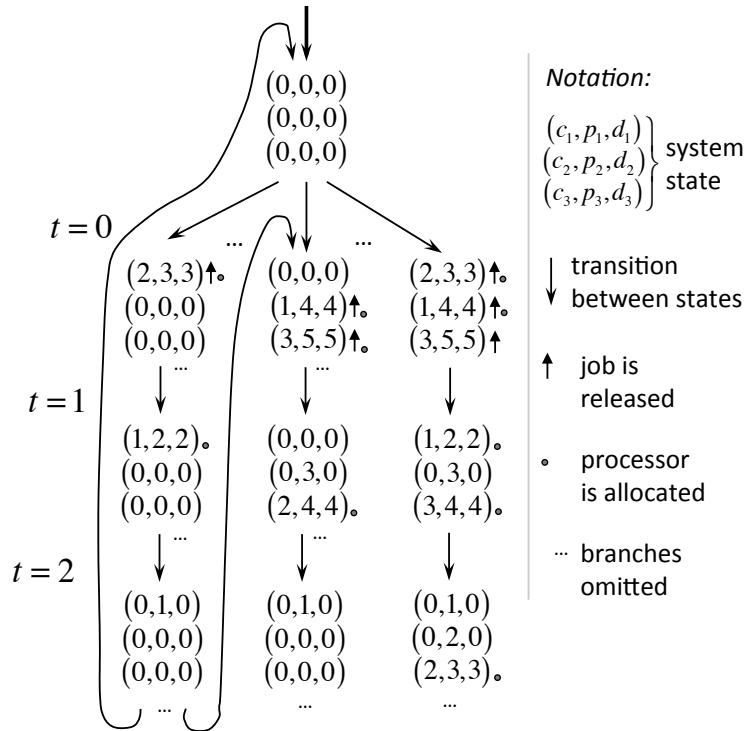 (0,0,0)
(0,0,0)
(0,0,0)
t = 0
... ...
(2,3,3) (0,0,0) (2,3,3)
(0,0,0) (1,4,4) (1,4,4)
(0,0,0) (3,5,5) (3,5,5)
... ...
t = 1
(1,2,2) (0,0,0) (1,2,2)
(0,0,0) (0,3,0) (0,3,0)
(0,0,0) (2,4,4) (3,4,4)
... ...
t = 2
(0,1,0) (0,1,0) (0,1,0)
(0,0,0) (0,0,0) (0,2,0)
(0,0,0) (0,0,0) (2,3,3)
... ... ...
Notation:
(c₁, p₁, d₁)
(c₂, p₂, d₂)
(c₃, p₃, d₃)
system
state
transition
between states
job is
released
processor
is allocated
... branches
omitted